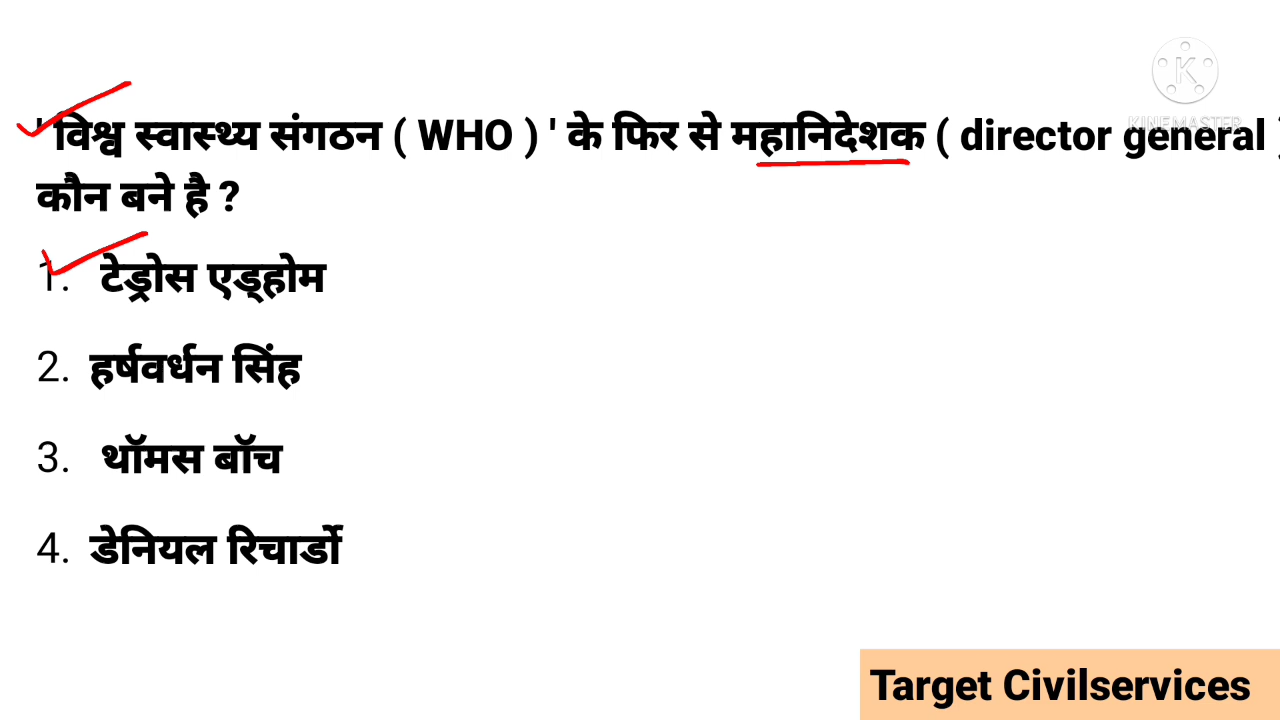 ' विश्व स्वास्थ्य संगठन ( WHO ) ' के फिर से महानिदेशक ( director general )
कौन बने है ?
1. टेड्रोस एड्होम
2. हर्षवर्धन सिंह
3. थॉमस बॉच
4. डेनियल रिचार्डो
K
KINEMASTER
Target Civilservices